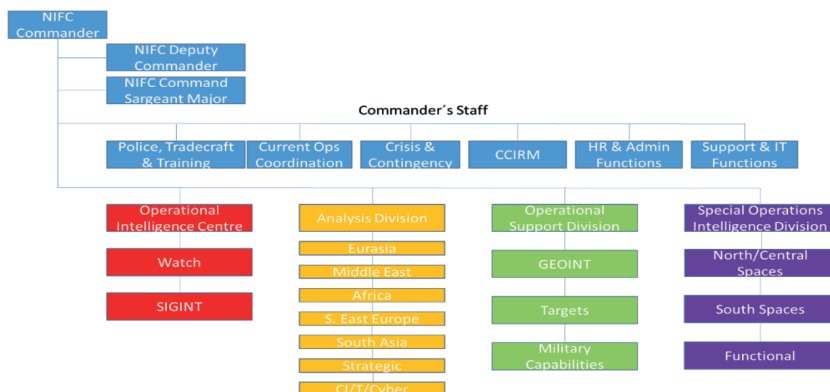 NIFC
Commander
NIFC Deputy
Commander
NIFC Command
Sargeant Major
Commander´s Staff
Police, Tradecraft
& Training
Current Ops
Coordination
Crisis &
Contingency
CCIRM
HR & Admin
Functions
Support & IT
Functions
Operational
Intelligence Centre
Watch
SIGINT
Analysis Division
Eurasia
Middle East
Africa
S. East Europe
South Asia
Strategic
CI/T/Cyber
Operational
Support Division
GEOINT
Targets
Military
Capabilities
Special Operations
Intelligence Division
North/Central
Spaces
South Spaces
Functional